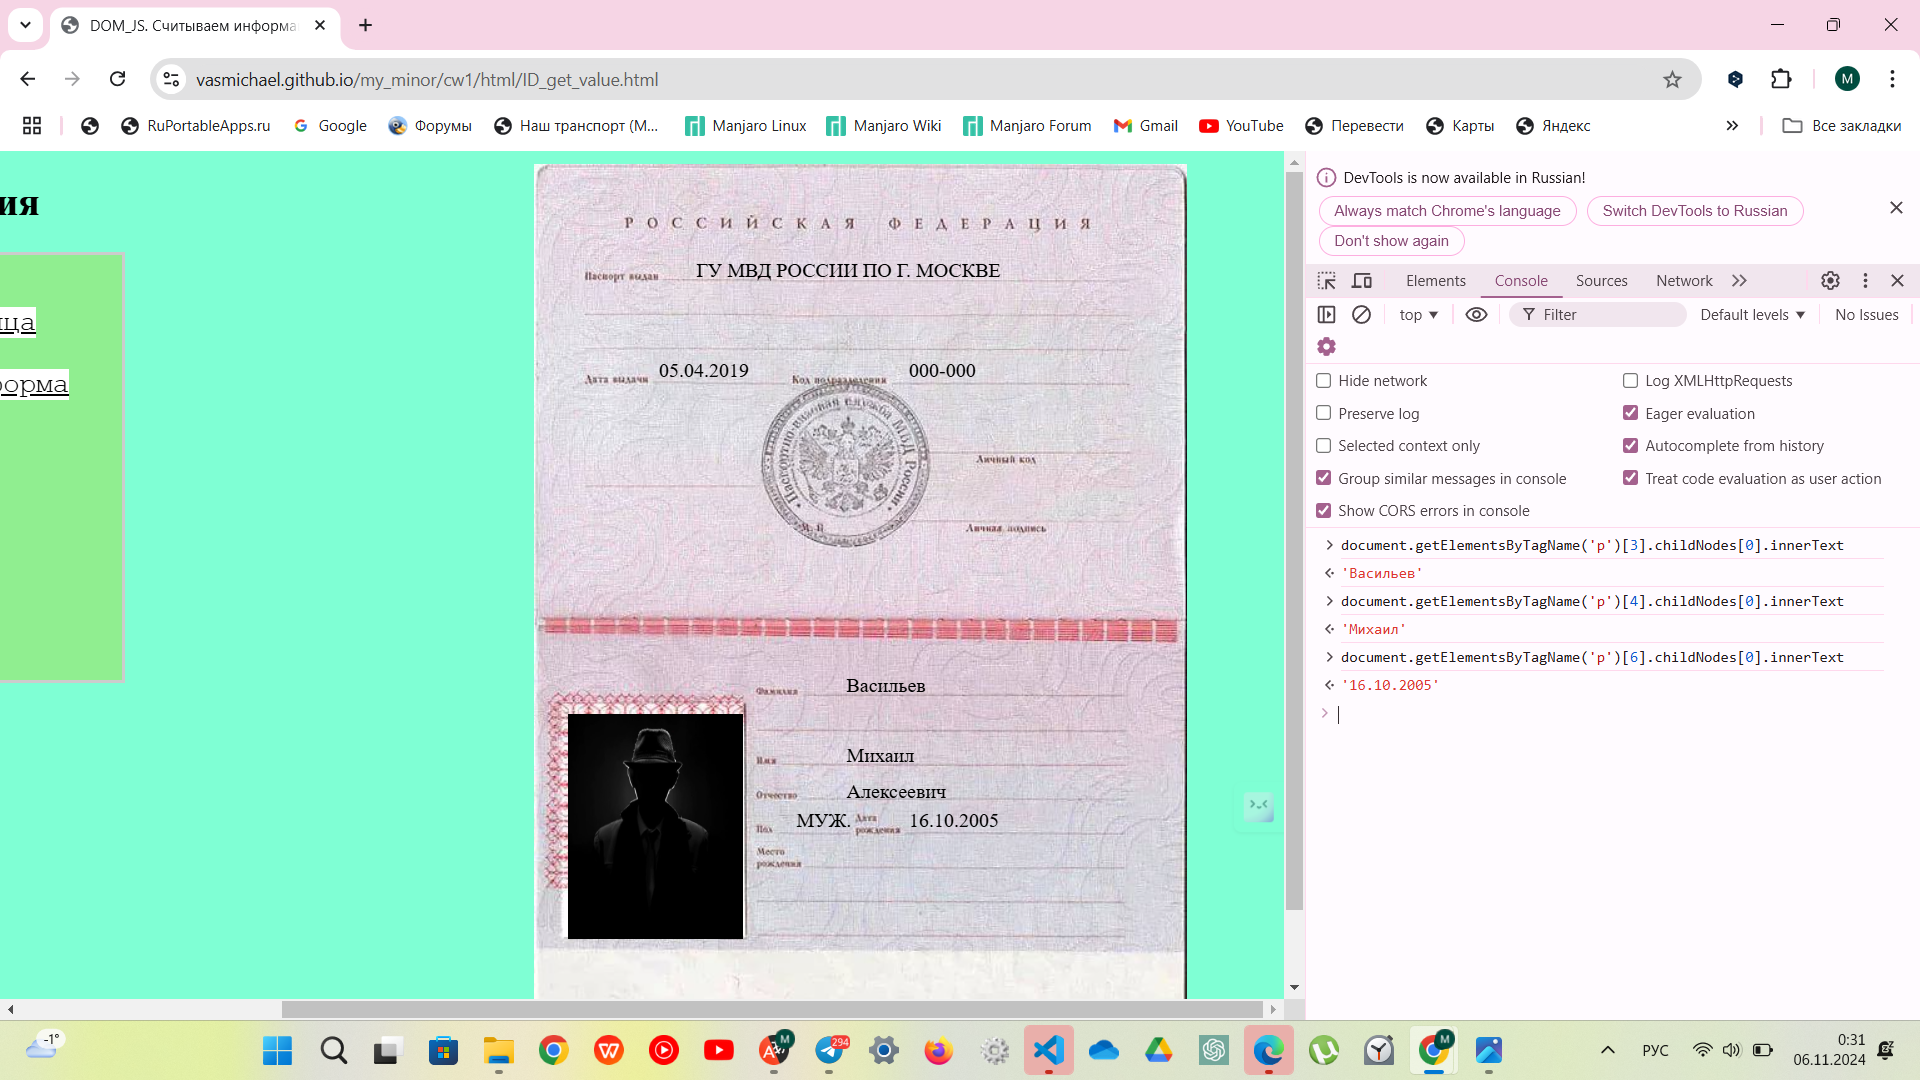 DOM_JS. Считываем информа
vasmichael.github.io/my_minor/cw1/html/ID_get_value.html
M
RuPortableApps.ru
Google
Форумы
Наш транспорт (М...
Manjaro Linux
Manjaro Wiki
Manjaro Forum
Gmail
YouTube
Перевести
Карты
Яндекс
Все закладки
ия
ца
форма
РОССИЙСКАЯ ФЕДЕРАЦИЯ
Паспорт выдан ГУ МВД РОССИИ ПО Г. МОСКВЕ
Дата выдачи 05.04.2019 Код подразделения 000-000
Паспортно-визовая служба МВД России
М. П.
Личный код
Личная подпись
Фамилия Васильев
Имя Михаил
Отчество Алексеевич
Пол МУЖ. Дата рождения 16.10.2005
Место
рождения
DevTools is now available in Russian!
Always match Chrome's language
Switch DevTools to Russian
Don't show again
Elements
Console
Sources
Network
top
Filter
Default levels
No Issues
Hide network
Log XMLHttpRequests
Preserve log
Eager evaluation
Selected context only
Autocomplete from history
Group similar messages in console
Treat code evaluation as user action
Show CORS errors in console
document.getElementsByTagName('p')[3].childNodes[0].innerText
'Васильев'
document.getElementsByTagName('p')[4].childNodes[0].innerText
'Михаил'
document.getElementsByTagName('p')[6].childNodes[0].innerText
'16.10.2005'
-1°
M
294
M
РУС
0:31
06.11.2024